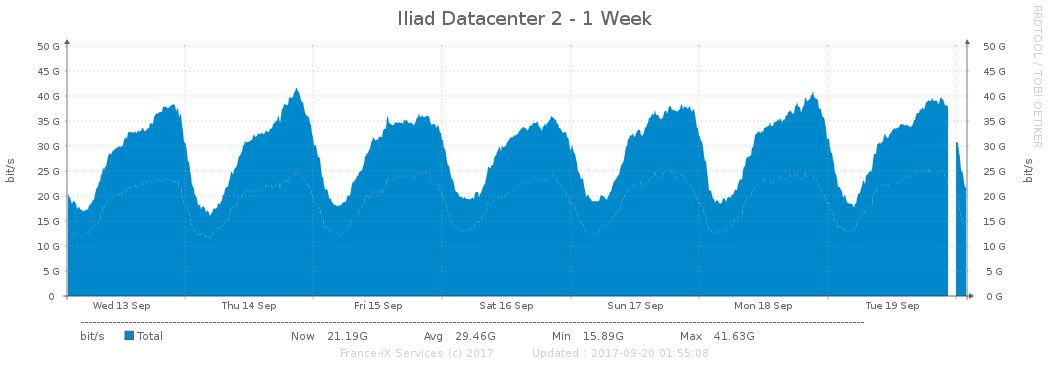 Iliad Datacenter 2 - 1 Week
RRDTOOL / TOBI OETIKER
50 G 50 G
45 G 45 G
40 G 40 G
35 G 35 G
30 G 30 G
25 G 25 G
20 G 20 G
15 G 15 G
10 G 10 G
5 G 5 G
0 0 G
bit/s
bit/s
Wed 13 Sep Thu 14 Sep Fri 15 Sep Sat 16 Sep Sun 17 Sep Mon 18 Sep Tue 19 Sep
bit/s Total Now 21.19G Avg 29.46G Min 15.89G Max 41.63G
France-IX Services (c) 2017 Updated : 2017-09-20 01:55:08